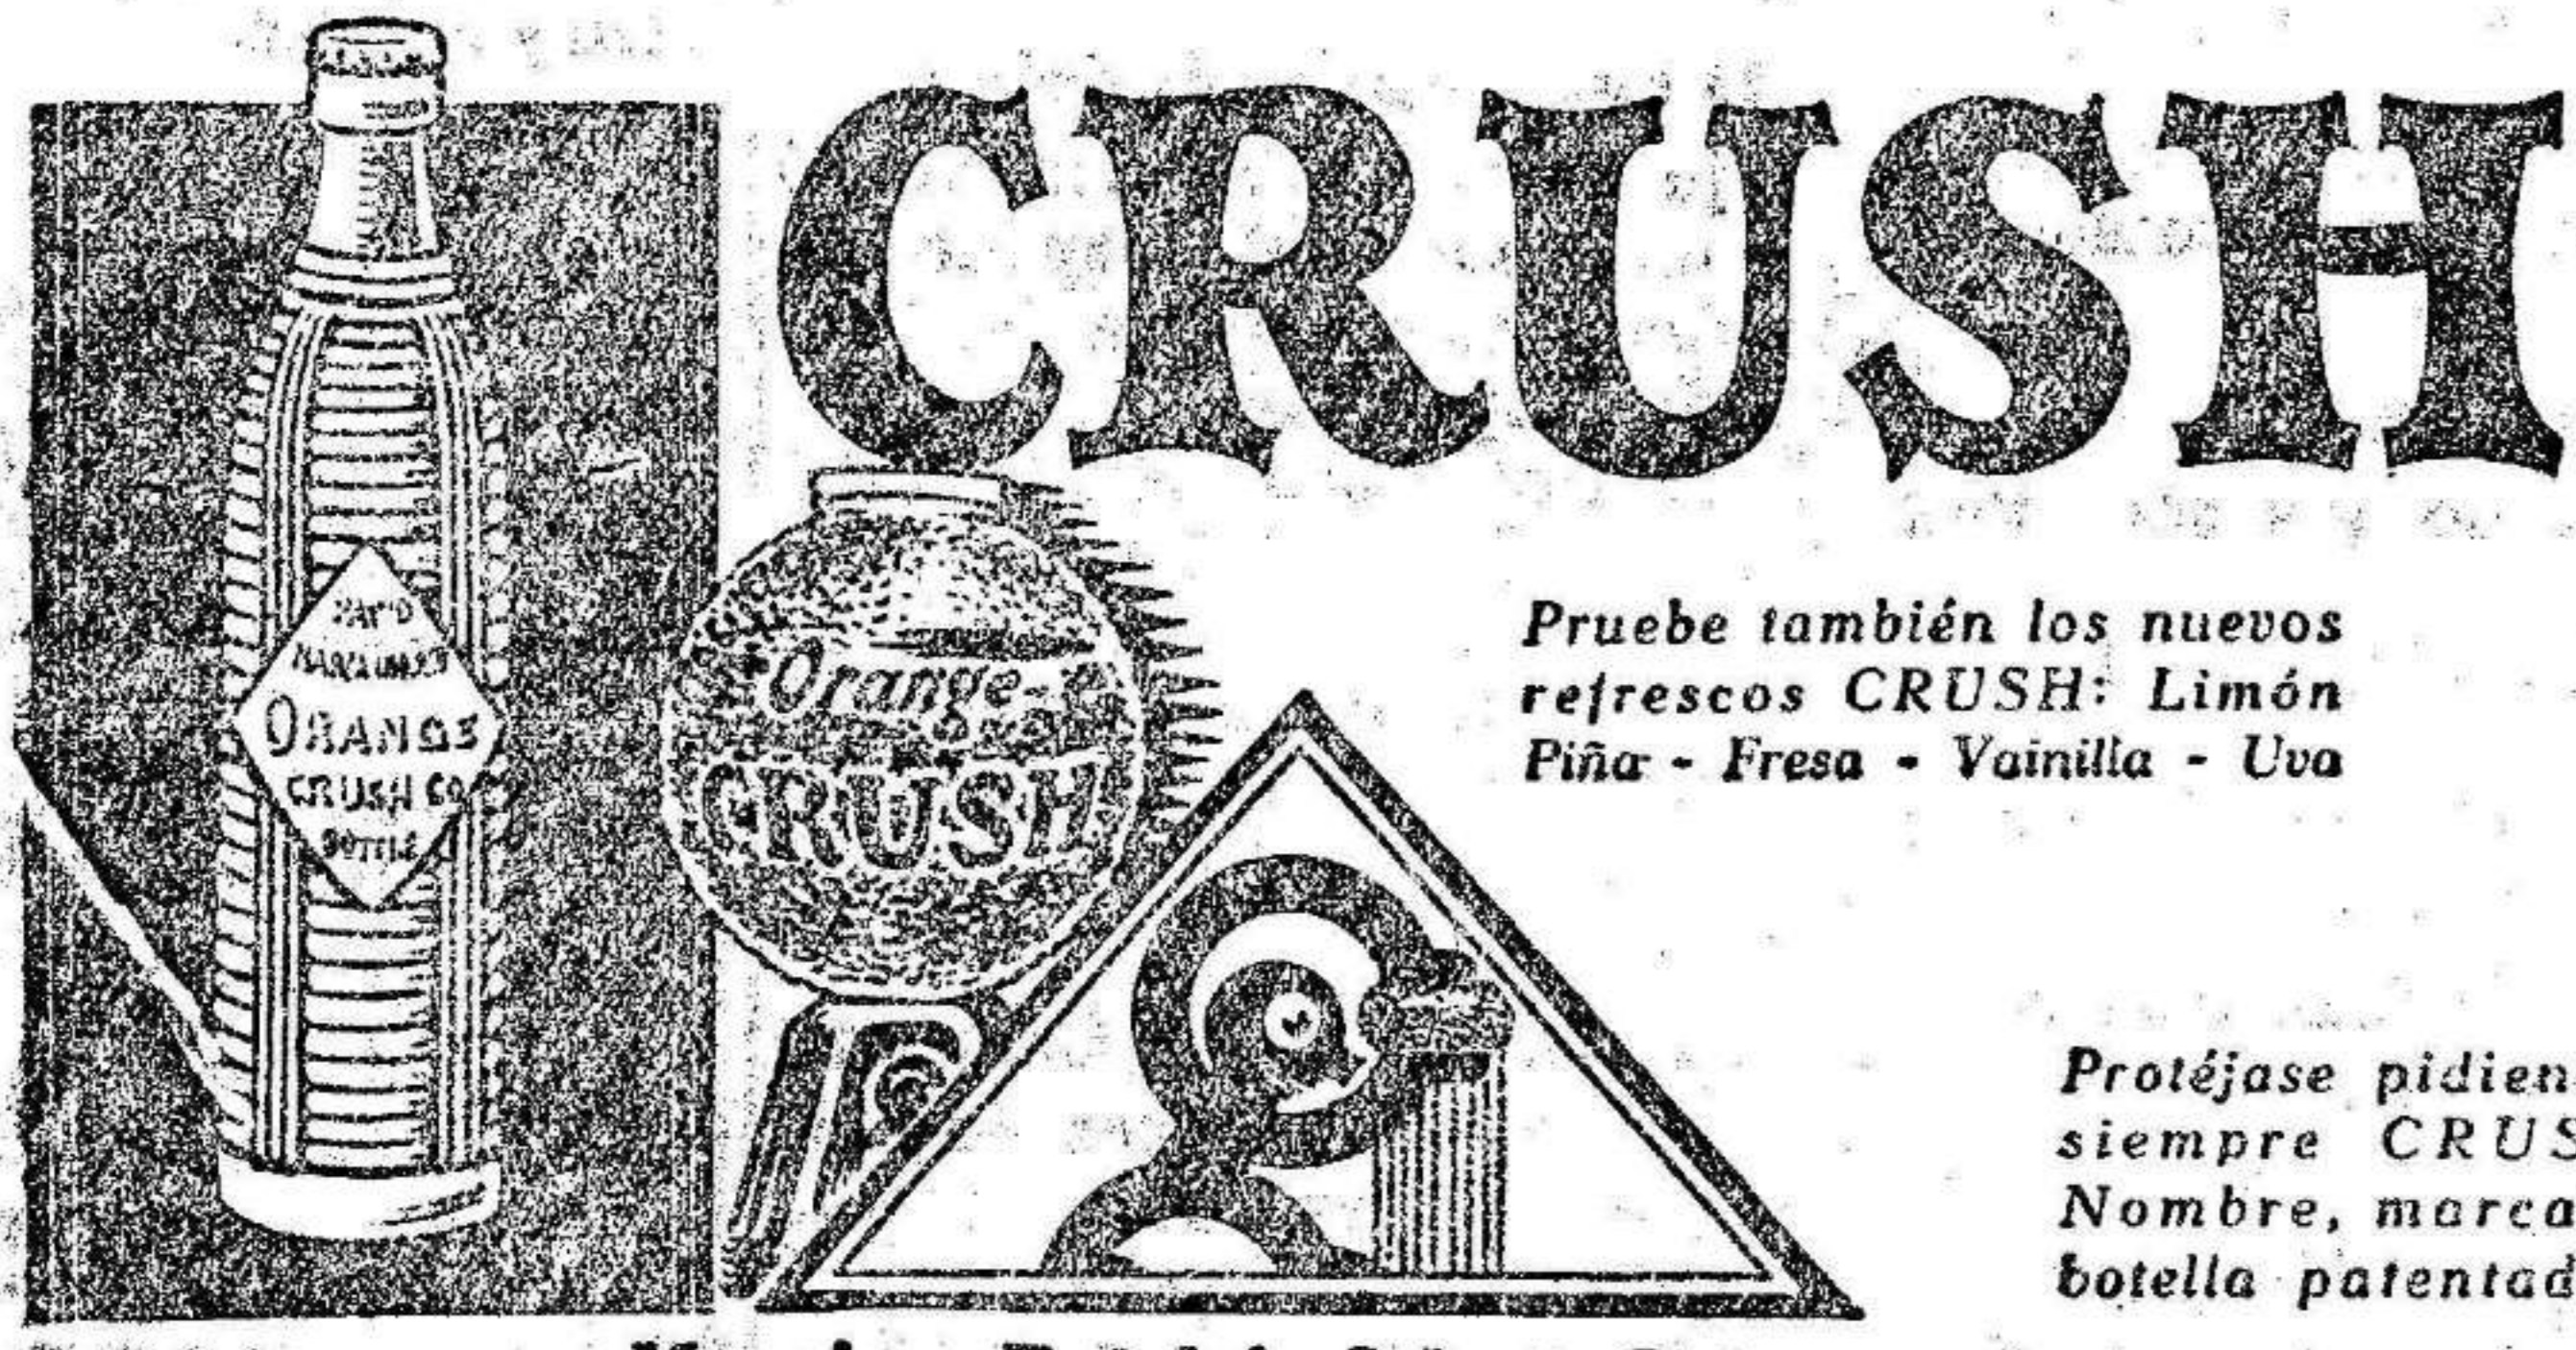 CRUSH
ORANGE
CRUSH CO
BOTTLE
Orange-
CRUSH
Pruebe también los nuevos
refrescos CRUSH: Limón
Piña - Fresa - Vainilla - Uva
Protéjase pidien
siempre CRUS
Nombre, marca
botella patentad